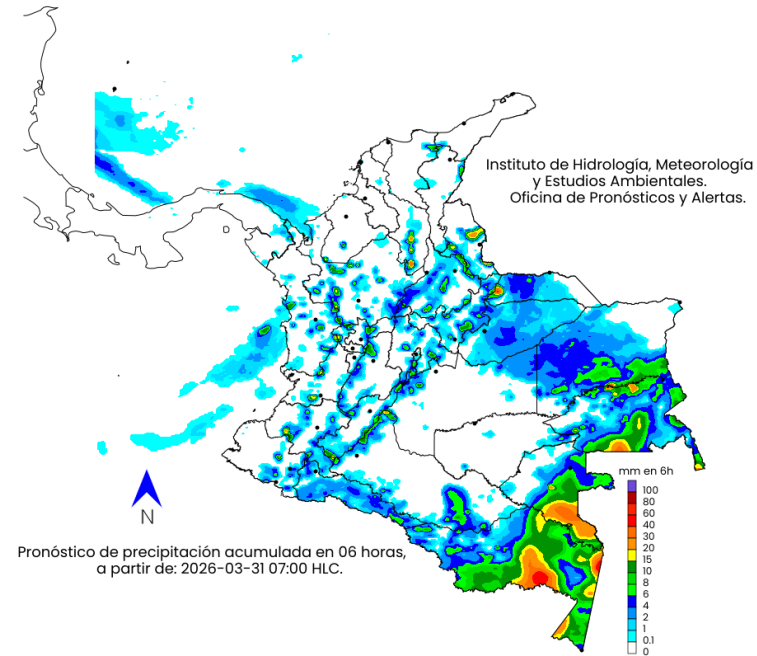 Instituto de Hidrología, Meteorología
y Estudios Ambientales.
Oficina de Pronósticos y Alertas.
mm en 6h
100
80
60
40
30
20
15
10
8
6
4
2
1
0.1
0
N
Pronóstico de precipitación acumulada en 06 horas,
a partir de: 2026-03-31 07:00 HLC.